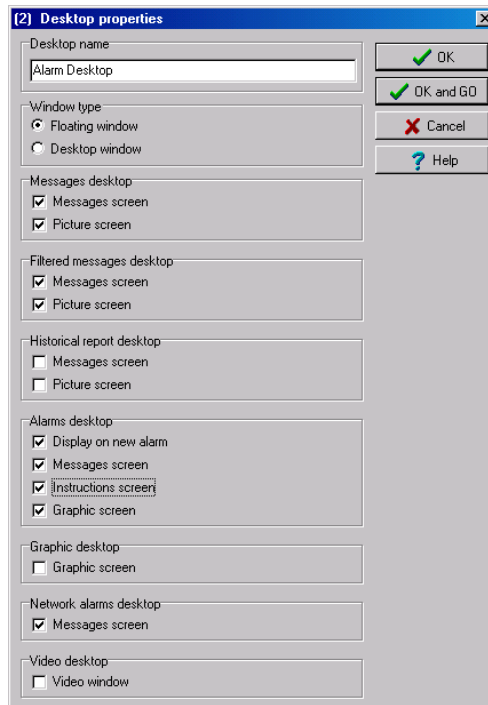 (2) Desktop properties
Desktop name
Alarm Desktop
Window type
Floating window
Desktop window
Messages desktop
Messages screen
Picture screen
Filtered messages desktop
Messages screen
Picture screen
Historical report desktop
Messages screen
Picture screen
Alarms desktop
Display on new alarm
Messages screen
Instructions screen
Graphic screen
Graphic desktop
Graphic screen
Network alarms desktop
Messages screen
Video desktop
Video window
OK
OK and GO
Cancel
Help